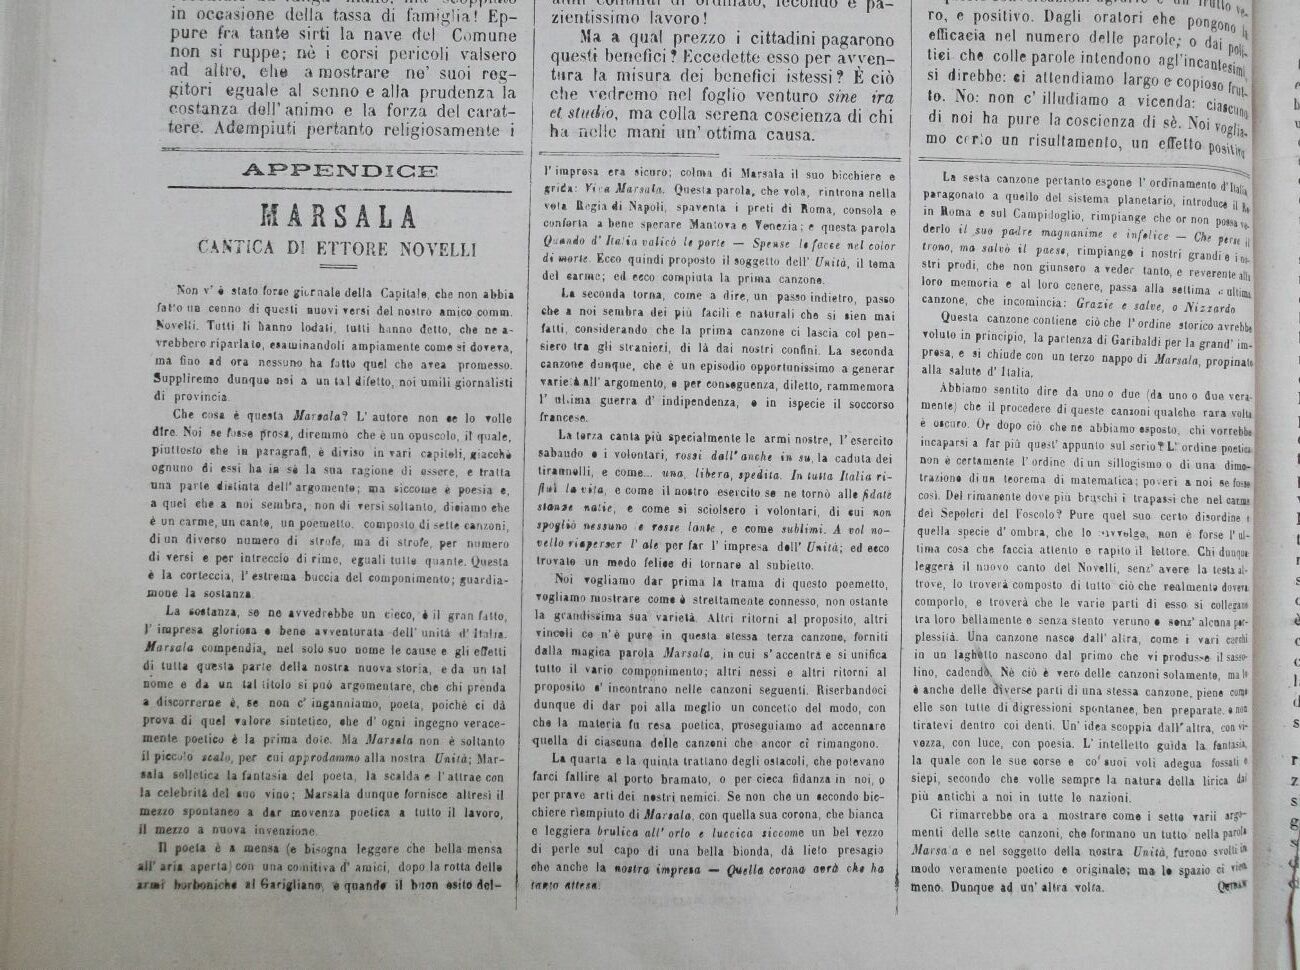 in occasione della tassa di famiglia! Ep-
pure fra tante sirti la nave del Comune
non si ruppe; nè i corsi pericoli valsero
ad altro, che a mostrare ne' suoi reg-
gitori eguale al senno e alla prudenza la
costanza dell'animo e la forza del carat-
tere. Adempiuti pertanto religiosamente i
zientissimo lavoro!
Ma a qual prezzo i cittadini pagarono
questi benefici? Eccedette esso per avven-
tura la misura dei benefici istessi? È ciò
che vedremo nel foglio venturo sine ira
et studio, ma colla serena coscienza di chi
ha nelle mani un'ottima causa.
ro, e positivo. Dagli oratori che pongono
efficacia nel numero delle parole; o dai poli-
tici che colle parole intendono agl'incantesimi
si direbbe: ci attendiamo largo e copioso frut-
to. No: non c'illudiamo a vicenda: ciascuno
di noi ha pure la coscienza di sè. Noi voglia-
mo certo un risultamento, un effetto positivo
APPENDICE
MARSALA
CANTICA DI ETTORE NOVELLI
Non v'è stato forse giornale della Capitale, che non abbia
fatto un cenno di questi nuovi versi del nostro amico comm.
Novelli. Tutti li hanno lodati, tutti hanno detto, che ne a-
vrebbero riparlato, esaminandoli ampiamente come si doveva,
ma fino ad ora nessuno ha fatto quel che avea promesso.
Suppliremo dunque noi a un tal difetto, noi umili giornalisti
di provincia.
Che cosa è questa Marsala? L'autore non se lo volle
dire. Noi se fosse prosa, diremmo che è un opuscolo, il quale,
piuttosto che in paragrafi, è diviso in vari capitoli, giacchè
ognuno di essi ha in sè la sua ragione di essere, e tratta
una parte distinta dell'argomento; ma siccome è poesia e,
a quel che a noi sembra, non di versi soltanto, diciamo che
è un carme, un canto, un poemetto, composto di sette canzoni,
di un diverso numero di strofe, ma di strofe, per numero
di versi e per intreccio di rime, eguali tutte quante. Questa
è la corteccia, l'estrema buccia del componimento; guardia-
mone la sostanza.
La sostanza, se ne avvedrebbe un cieco, è il gran fatto,
l'impresa gloriosa e bene avventurata dell'unità d'Italia.
Marsala compendia, nel solo suo nome le cause e gli effetti
di tutta questa parte della nostra nuova storia, e da un tal
nome e da un tal titolo si può argomentare, che chi prenda
a discorrerne è, se non c'inganniamo, poeta, poichè ci dà
prova di quel valore sintetico, che d'ogni ingegno verace-
mente poetico è la prima dote. Ma Marsala non è soltanto
il piccolo scalo, per cui approdammo alla nostra Unità; Mar-
sala solletica la fantasia del poeta, la scalda e l'attrae con
la celebrità del suo vino; Marsala dunque fornisce altresì il
mezzo spontaneo a dar movenza poetica a tutto il lavoro,
il mezzo a nuova invenzione.
Il poeta è a mensa (e bisogna leggere che bella mensa
all'aria aperta) con una comitiva d'amici, dopo la rotta delle
armi borboniche al Garigliano, e quando il buon esito del-
l'impresa era sicuro; colma di Marsala il suo bicchiere e
grida: Viva Marsala. Questa parola, che vola, rintrona nella
vota Regia di Napoli, spaventa i preti di Roma, consola e
conforta a bene sperare Mantova e Venezia; e questa parola
Quando d'Italia valicò le porte — Spense le facce nel color
di morte. Ecco quindi proposto il soggetto dell'Unità, il tema
del carme; ed ecco compiuta la prima canzone.
La seconda torna, come a dire, un passo indietro, passo
che a noi sembra dei più facili e naturali che si sien mai
fatti, considerando che la prima canzone ci lascia col pen-
siero tra gli stranieri, di là dai nostri confini. La seconda
canzone dunque, che è un episodio opportunissimo a generar
varietà all'argomento, e per conseguenza, diletto, rammemora
l'ultima guerra d'indipendenza, e in ispecie il soccorso
francese.
La terza canta più specialmente le armi nostre, l'esercito
sabaudo e i volontari, rossi dall'anche in su, la caduta dei
tirannelli, e come... una, libera, spedita. In tutta Italia ri-
fluì la vita, e come il nostro esercito se ne tornò alle fidate
stanze natie, e come si sciolsero i volontari, di cui non
spogliò nessuno e rosse lante, e come sublimi. A vol no-
vello riaperser l'ale per far l'impresa dell'Unità; ed ecco
trovato un modo felice di tornare al subietto.
Noi vogliamo dar prima la trama di questo poemetto,
vogliamo mostrare come è strettamente connesso, non ostante
la grandissima sua varietà. Altri ritorni al proposito, altri
vincoli ce n'è pure in questa stessa terza canzone, forniti
dalla magica parola Marsala, in cui s'accentra e si unifica
tutto il vario componimento; altri nessi e altri ritorni al
proposito s'incontrano nelle canzoni seguenti. Riserbandoci
dunque di dar poi alla meglio un concetto del modo, con
che la materia fu resa poetica, proseguiamo ad accennare
quella di ciascuna delle canzoni che ancor ci rimangono.
La quarta e la quinta trattano degli ostacoli, che potevano
farci fallire al porto bramato, o per cieca fidanza in noi, o
per prave arti dei nostri nemici. Se non che un secondo bic-
chiere riempiuto di Marsala, con quella sua corona, che bianca
e leggiera brulica all'orlo e luccica siccome un bel vezzo
di perle sul capo di una bella bionda, dà lieto presagio
che anche la nostra impresa — Quella corona avrà che ha
tanto attesa.
La sesta canzone pertanto espone l'ordinamento d'Italia
paragonato a quello del sistema planetario, introduce il Re
in Roma e sul Campidoglio, rimpiange che or non possa ve-
derlo il suo padre magnanimo e infelice — Che perse il
trono, ma salvò il paese, rimpiange i nostri grandi e i no-
stri prodi, che non giunsero a veder tanto, e reverente alla
loro memoria e al loro cenere, passa alla settima e ultima
canzone, che incomincia: Grazie e salve, o Nizzardo
Questa canzone contiene ciò che l'ordine storico avrebbe
voluto in principio, la partenza di Garibaldi per la grand'im-
presa, e si chiude con un terzo nappo di Marsala, propinato
alla salute d'Italia.
Abbiamo sentito dire da uno o due (da uno o due vera-
mente) che il procedere di queste canzoni qualche rara volta
è oscuro. Or dopo ciò che ne abbiamo esposto, chi vorrebbe
incaparsi a far più quest'appunto sul serio? L'ordine poetico
non è certamente l'ordine di un sillogismo o di una dimo-
trazione di un teorema di matematica; poveri a noi se fosse
così. Del rimanente dove più bruschi i trapassi che nel carme
dei Sepolcri del Foscolo? Pure quel suo certo disordine e
quella specie d'ombra, che lo avvolge, non è forse l'ul-
tima cosa che faccia attento e rapito il lettore. Chi dunque
leggerà il nuovo canto del Novelli, senz'avere la testa al-
trove, lo troverà composto di tutto ciò che realmente doveva
comporlo, e troverà che le varie parti di esso si collegano
tra loro bellamente e senza stento veruno e senz'alcuna per-
plessità. Una canzone nasce dall'altra, come i vari cerchi
in un laghetto nascono dal primo che vi produsse il sasso-
lino, cadendo. Nè ciò è vero delle canzoni solamente, ma lo
è anche delle diverse parti di una stessa canzone, piene come
elle son tutte di digressioni spontanee, ben preparate, e non
tiratevi dentro coi denti. Un'idea scoppia dall'altra, con vi-
vezza, con luce, con poesia. L'intelletto guida la fantasia,
la quale con le sue corse e co' suoi voli adegua fossati e
siepi, secondo che volle sempre la natura della lirica dai
più antichi a noi in tutte le nazioni.
Ci rimarrebbe ora a mostrare come i sette varii argo-
menti delle sette canzoni, che formano un tutto nella parola
Marsala e nel soggetto della nostra Unità, furono svolti in
modo veramente poetico e originale; ma lo spazio ci vien
meno. Dunque ad un'altra volta.